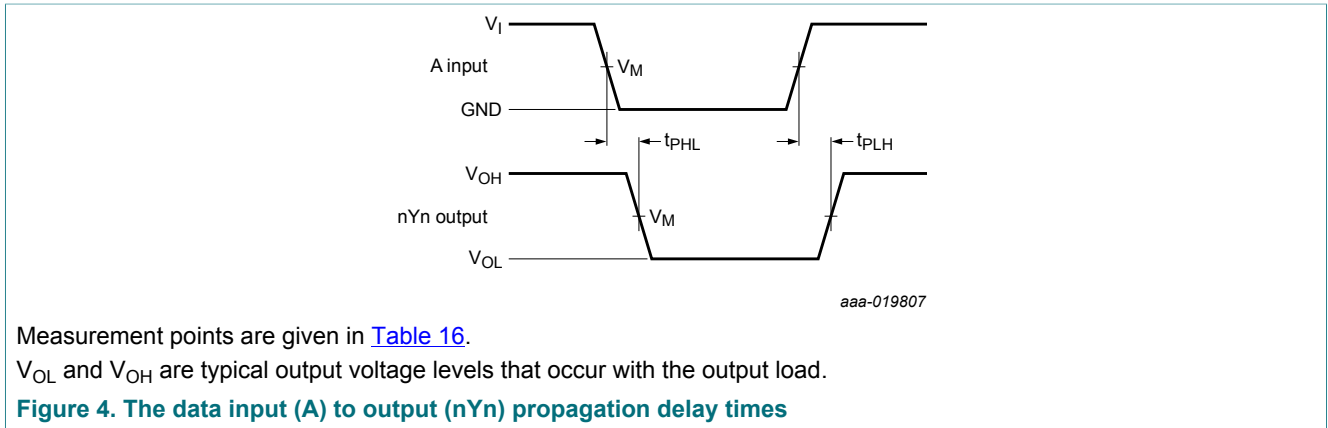 V_I
A input
V_M
GND
t_PHL
t_PLH
V_OH
nYn output
V_M
V_OL
aaa-019807
Measurement points are given in Table 16.
V_OL and V_OH are typical output voltage levels that occur with the output load.
Figure 4. The data input (A) to output (nYn) propagation delay times